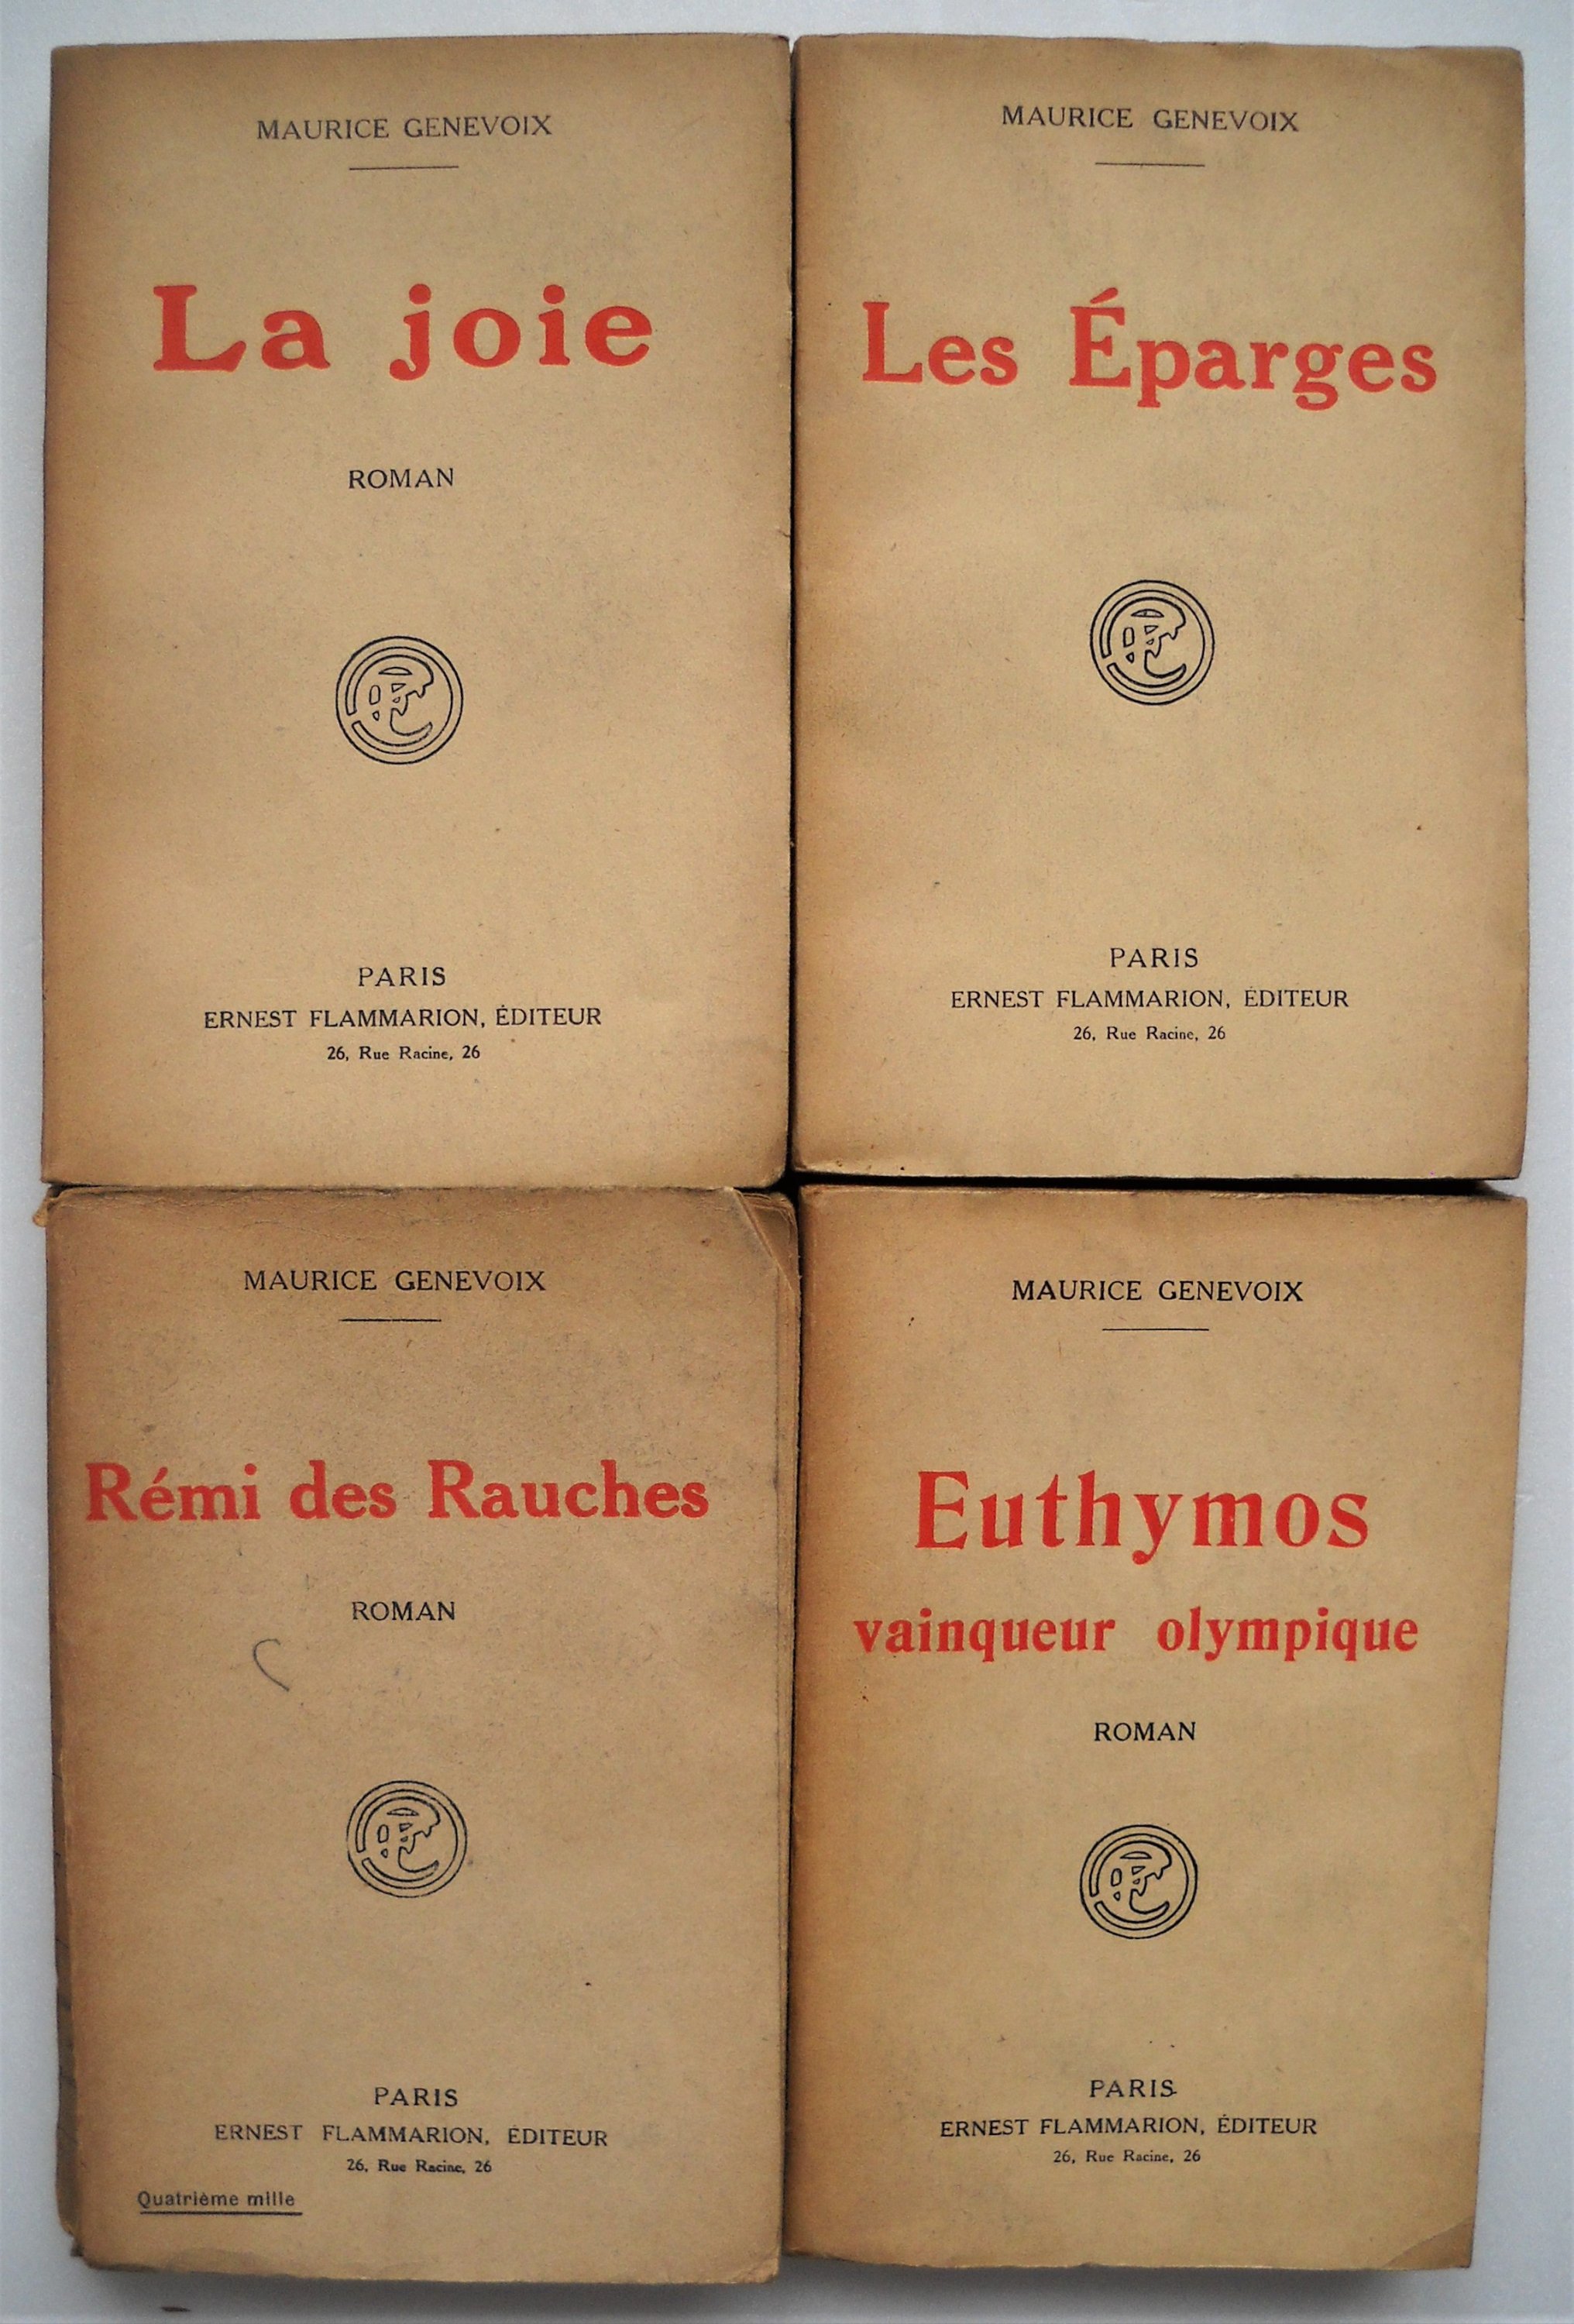 MAURICE GENEVOIX
La joie
ROMAN
PARIS
ERNEST FLAMMARION, ÉDITEUR
26, Rue Racine, 26
MAURICE GENEVOIX
Les Éparges
PARIS
ERNEST FLAMMARION, ÉDITEUR
26, Rue Racine, 26
MAURICE GENEVOIX
Rémi des Rauches
ROMAN
PARIS
ERNEST FLAMMARION, ÉDITEUR
26, Rue Racine, 26
Quatrième mille
MAURICE GENEVOIX
Euthymos
vainqueur olympique
ROMAN
PARIS
ERNEST FLAMMARION, ÉDITEUR
26, Rue Racine, 26